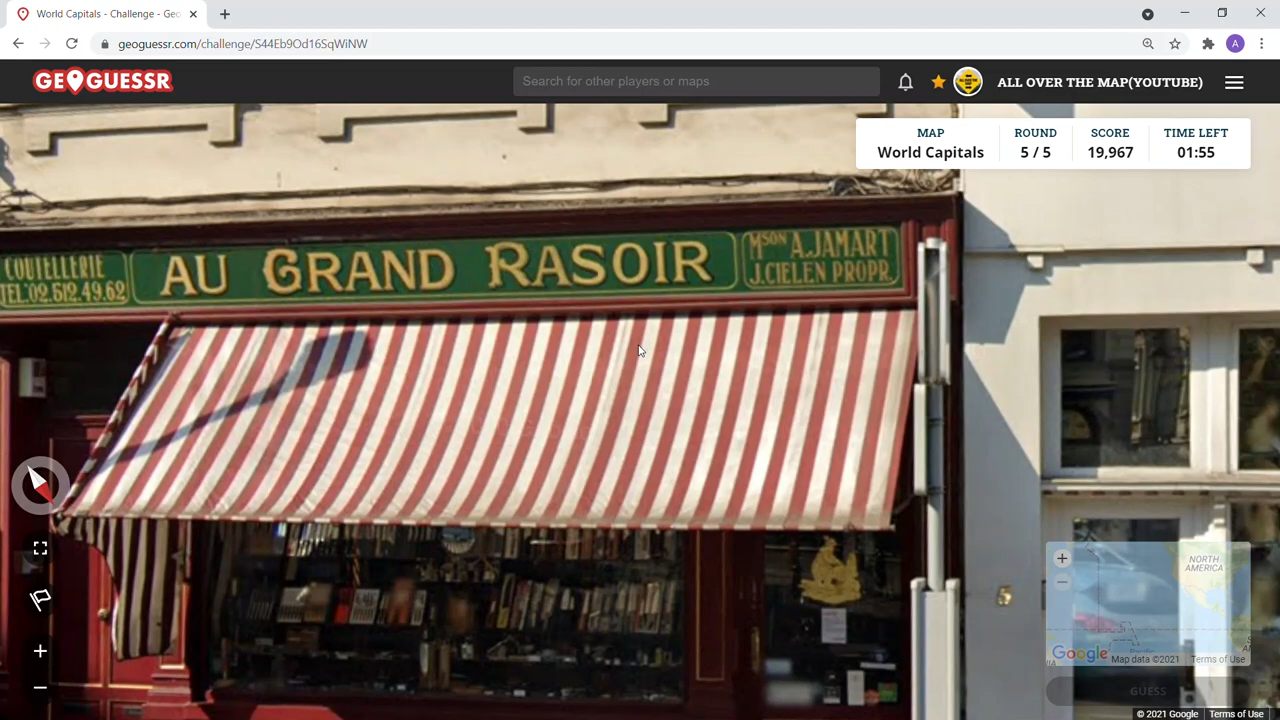 World Capitals - Challenge - Geo
geoguessr.com/challenge/S44Eb9Od16SqWiNW
A
GEOGUESSR
Search for other players or maps
ALL OVER THE MAP(YOUTUBE)
MAP
World Capitals
ROUND
5 / 5
SCORE
19,967
TIME LEFT
01:55
COUTELLERIE
TEL:02.512.49.62
AU GRAND RASOIR
MSON A.JAMART
J.CIELEN PROPR.
5
NORTH
AMERICA
Google
Map data ©2021
Terms of Use
GUESS
© 2021 Google
Terms of Use